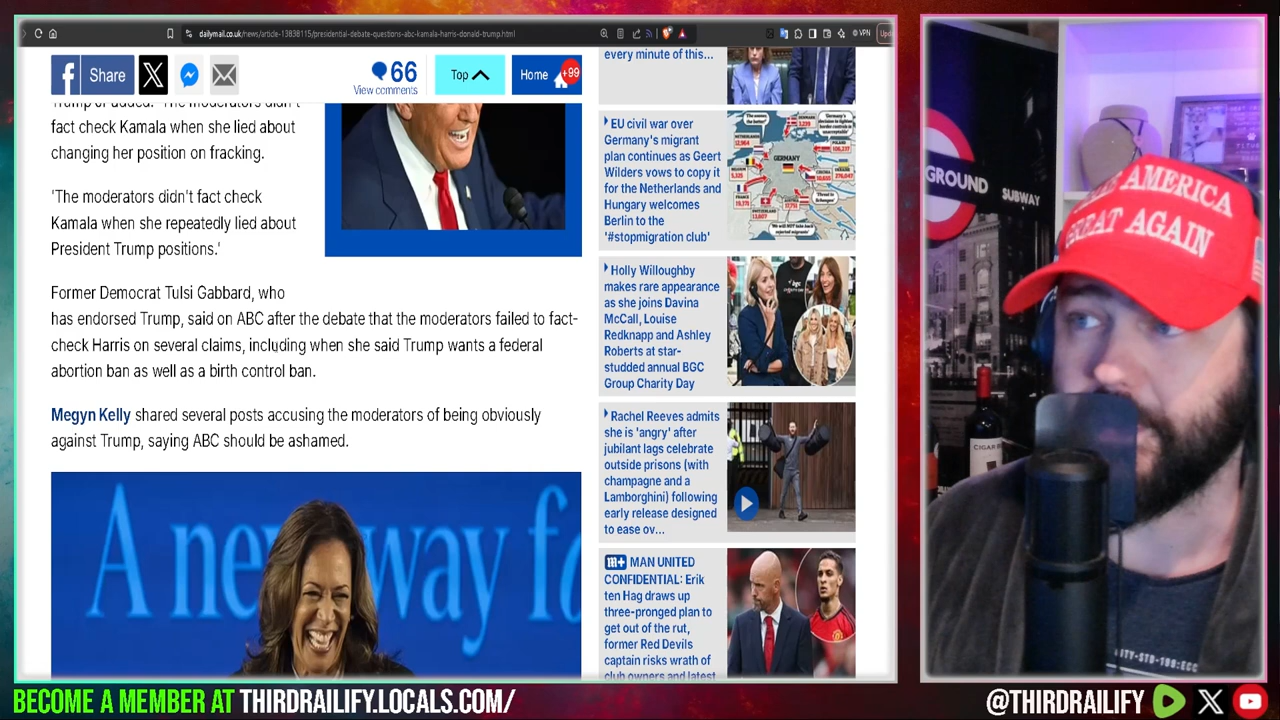 dailymail.co.uk/news/article-13838115/presidential-debate-questions-abc-kamala-harris-donald-trump.html
VPN
Share
66
View comments
Top
Home
+99
fact check Kamala when she lied about
changing her position on fracking.
'The moderators didn't fact check
Kamala when she repeatedly lied about
President Trump positions.'
Former Democrat Tulsi Gabbard, who
has endorsed Trump, said on ABC after the debate that the moderators failed to fact-
check Harris on several claims, including when she said Trump wants a federal
abortion ban as well as a birth control ban.
Megyn Kelly shared several posts accusing the moderators of being obviously
against Trump, saying ABC should be ashamed.
A new way fo
every minute of this...
EU civil war over
Germany's migrant
plan continues as Geert
Wilders vows to copy it
for the Netherlands and
Hungary welcomes
Berlin to the
'#stopmigration club'
GERMANY
Holly Willoughby
makes rare appearance
as she joins Davina
McCall, Louise
Redknapp and Ashley
Roberts at star-
studded annual BGC
Group Charity Day
Rachel Reeves admits
she is 'angry' after
jubilant lags celebrate
outside prisons (with
champagne and a
Lamborghini) following
early release designed
to ease ov...
m+ MAN UNITED
CONFIDENTIAL: Erik
ten Hag draws up
three-pronged plan to
get out of the rut,
former Red Devils
captain risks wrath of
club owners and latest
GROUND
SUBWAY
AMERICA
GREAT AGAIN
CIGAR
ITY-STD-199:ECC
BECOME A MEMBER AT THIRDRAILIFY.LOCALS.COM/
@THIRDRAILIFY